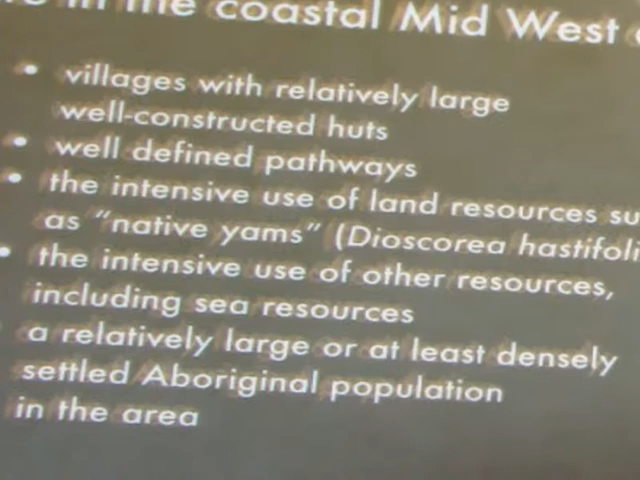 in the coastal Mid West
• villages with relatively large
well-constructed huts
• well defined pathways
• the intensive use of land resources su
as “native yams” (Dioscorea hastifoli
• the intensive use of other resources,
including sea resources
a relatively large or at least densely
settled Aboriginal population
in the area